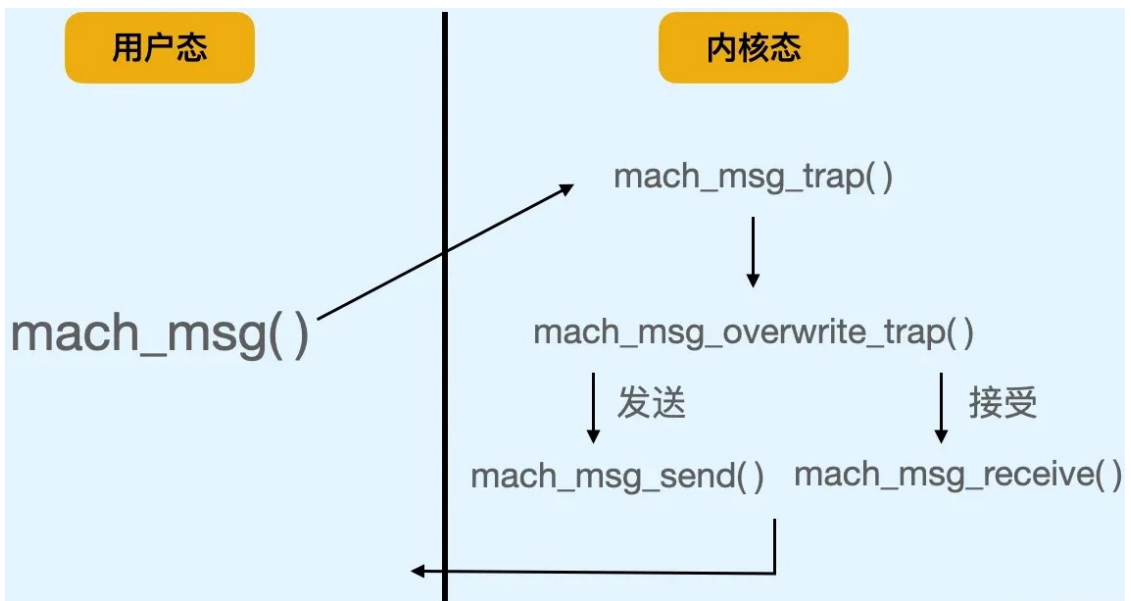 用户态
内核态
mach_msg_trap()
mach_msg()
mach_msg_overwrite_trap()
发送
接受
mach_msg_send()
mach_msg_receive()